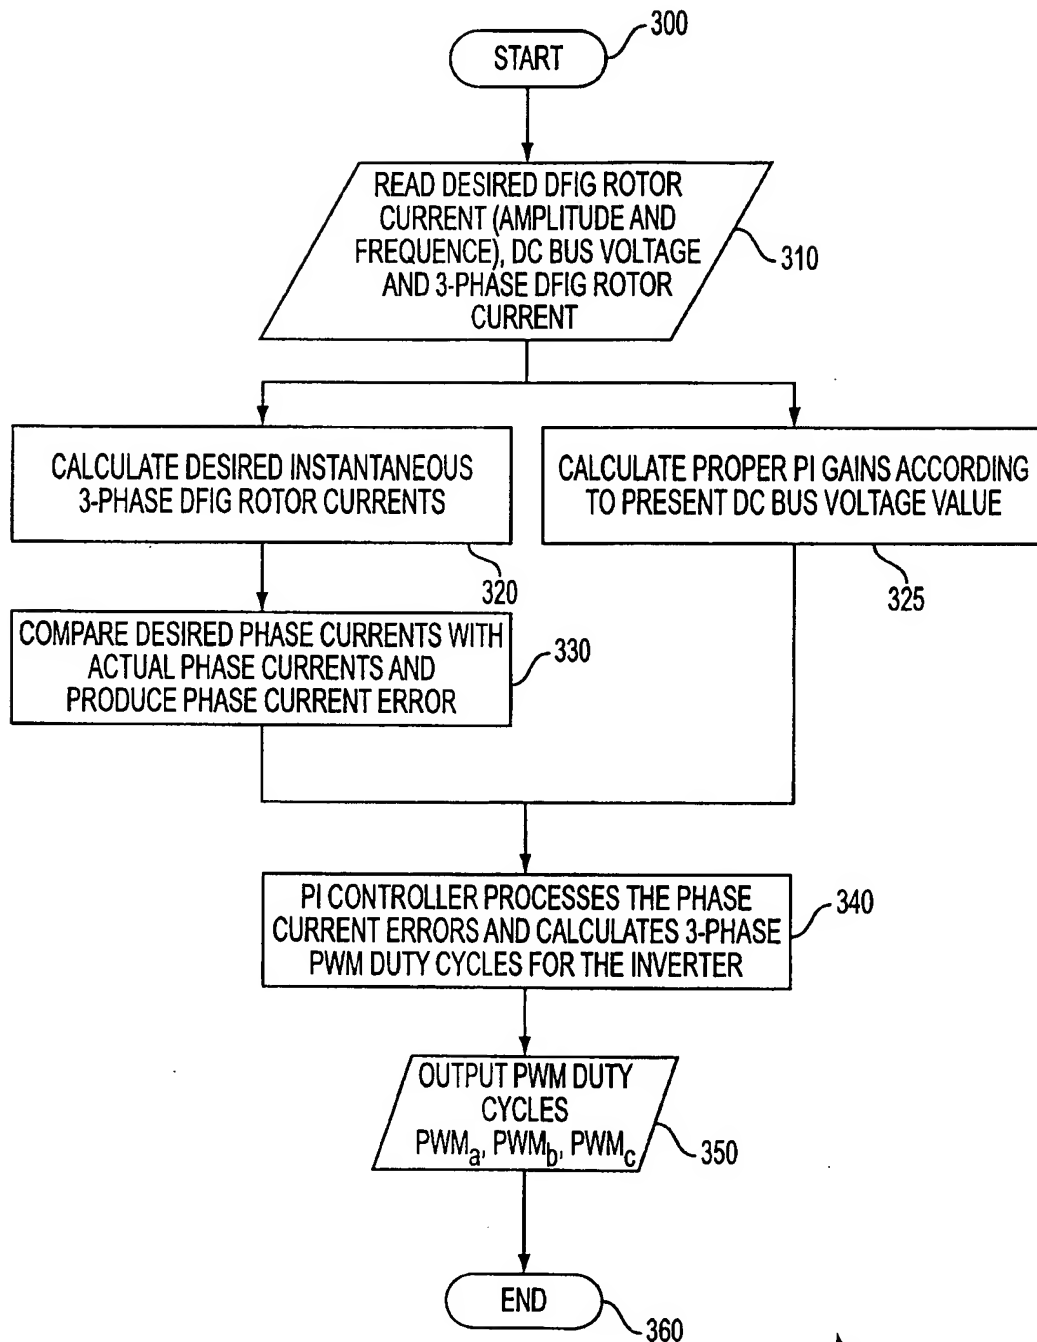 300
START
READ DESIRED DFIG ROTOR
CURRENT (AMPLITUDE AND
FREQUENCE), DC BUS VOLTAGE
AND 3-PHASE DFIG ROTOR
CURRENT
310
CALCULATE DESIRED INSTANTANEOUS
3-PHASE DFIG ROTOR CURRENTS
320
CALCULATE PROPER PI GAINS ACCORDING
TO PRESENT DC BUS VOLTAGE VALUE
325
COMPARE DESIRED PHASE CURRENTS WITH
ACTUAL PHASE CURRENTS AND
PRODUCE PHASE CURRENT ERROR
330
PI CONTROLLER PROCESSES THE PHASE
CURRENT ERRORS AND CALCULATES 3-PHASE
PWM DUTY CYCLES FOR THE INVERTER
340
OUTPUT PWM DUTY
CYCLES
PWMa, PWMb, PWMc
350
END
360